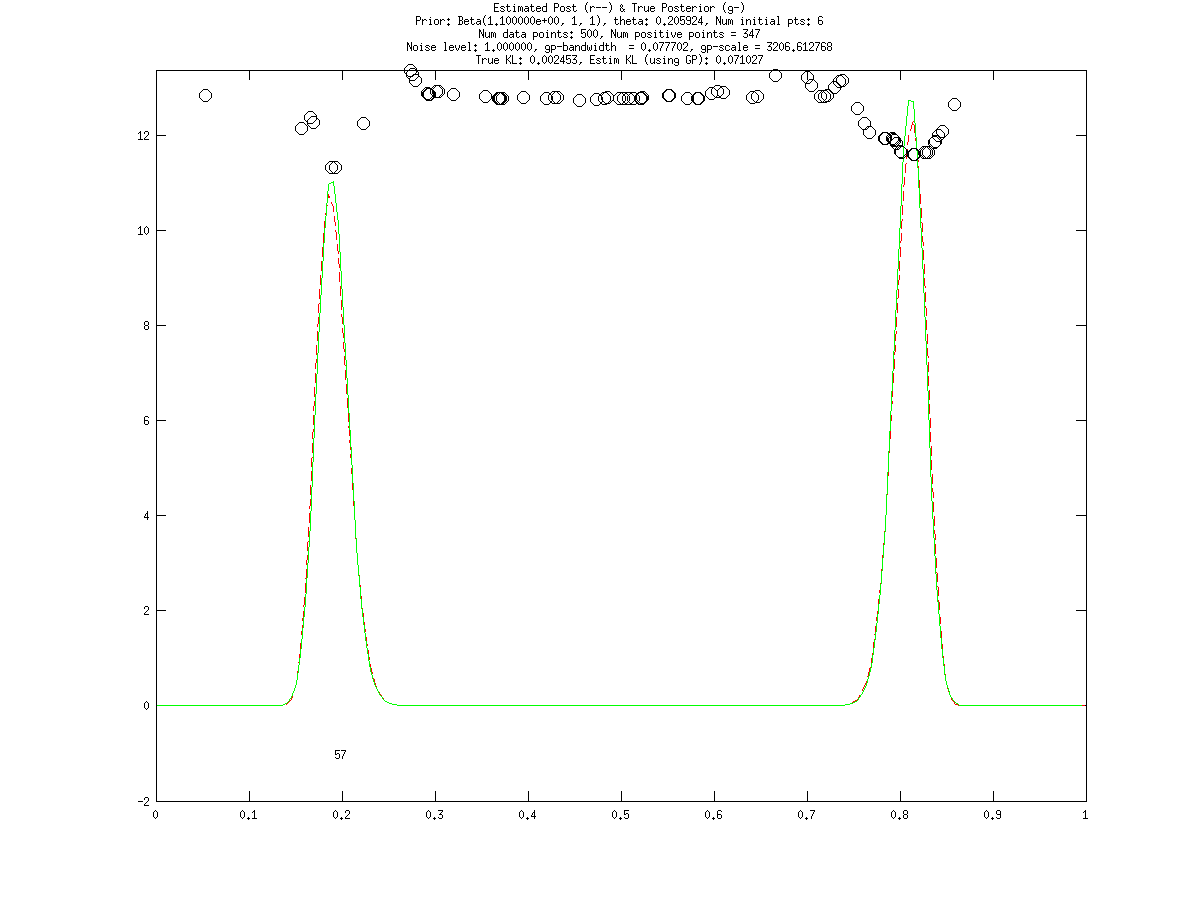 Estimated Post (r--) & True Posterior (g-)
Prior: Beta(1.100000e+00, 1, 1), theta: 0.205924, Num initial pts: 6
Num data points: 500, Num positive points = 347
Noise level: 1.000000, gp-bandwidth  = 0.077702, gp-scale = 3206.612768
True KL: 0.002453, Estim KL (using GP): 0.071027
12
10
8
6
4
2
0
57
-2
0 0.1 0.2 0.3 0.4 0.5 0.6 0.7 0.8 0.9 1